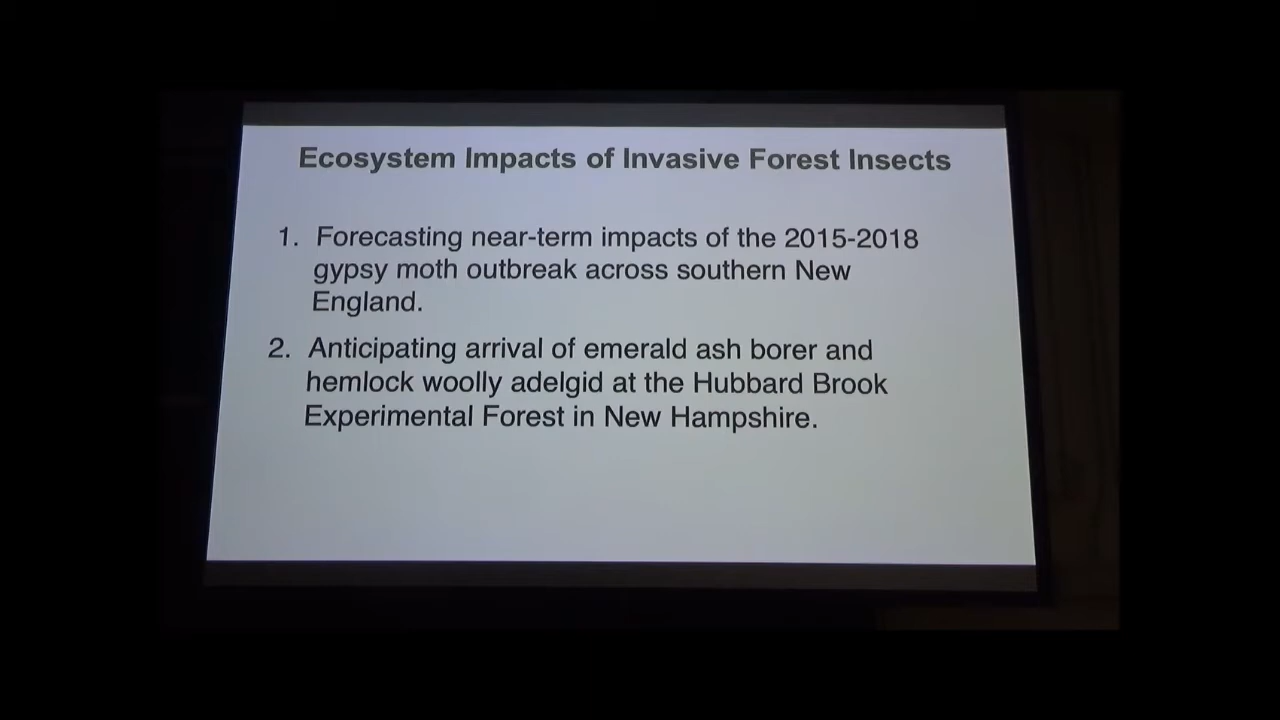 Ecosystem Impacts of Invasive Forest Insects
1. Forecasting near-term impacts of the 2015-2018
gypsy moth outbreak across southern New
England.
2. Anticipating arrival of emerald ash borer and
hemlock woolly adelgid at the Hubbard Brook
Experimental Forest in New Hampshire.